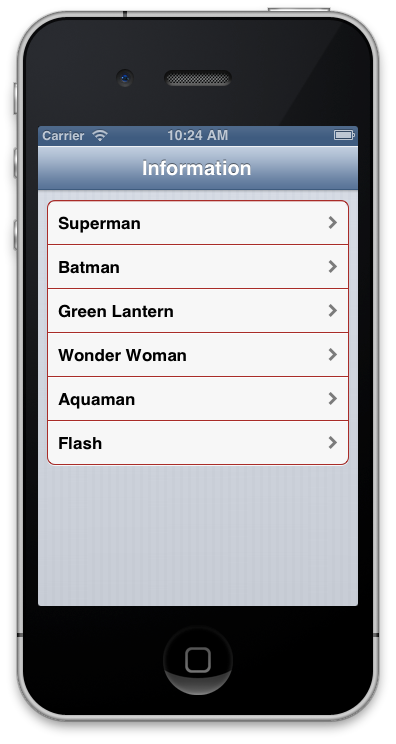 Carrier 10:24 AM
Information
Superman
Batman
Green Lantern
Wonder Woman
Aquaman
Flash